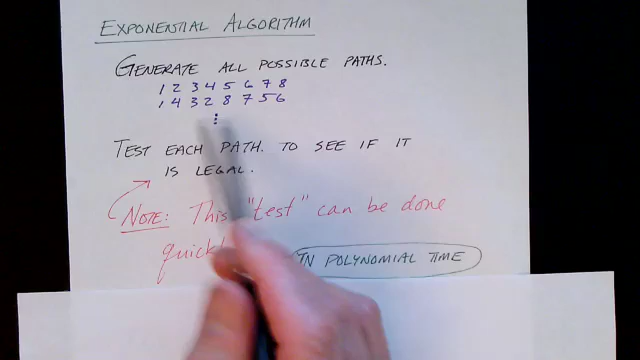 EXPONENTIAL ALGORITHM
GENERATE ALL POSSIBLE PATHS.
1 2 3 4 5 6 7 8
1 4 3 2 8 7 5 6
⋮
TEST EACH PATH TO SEE IF IT
IS LEGAL.
NOTE: This "test" can be done
IN POLYNOMIAL TIME